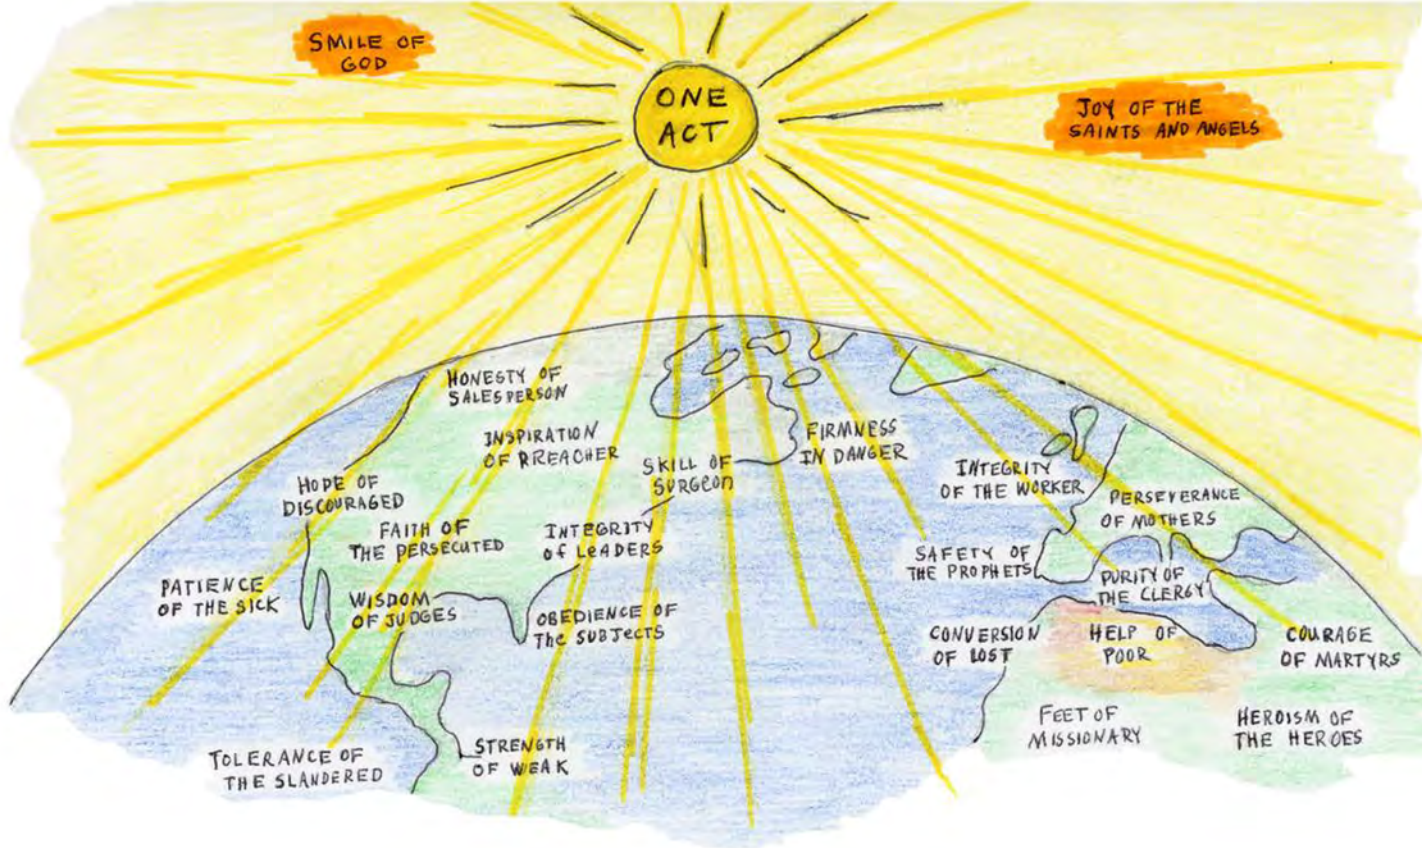 SMILE OF
GOD
ONE
ACT
JOY OF THE
SAINTS AND ANGELS
HONESTY OF
SALESPERSON
INSPIRATION
OF PREACHER
SKILL OF
SURGEON
FIRMNESS
IN DANGER
INTEGRITY
OF THE WORKER
HOPE OF
DISCOURAGED
PERSEVERANCE
OF MOTHERS
FAITH OF
THE PERSECUTED
INTEGRITY
OF LEADERS
SAFETY OF
THE PROPHETS
PATIENCE
OF THE SICK
WISDOM
OF JUDGES
OBEDIENCE OF
THE SUBJECTS
PURITY OF
THE CLERGY
CONVERSION
OF LOST
HELP OF
POOR
COURAGE
OF MARTYRS
FEET OF
MISSIONARY
HEROISM OF
THE HEROES
TOLERANCE OF
THE SLANDERED
STRENGTH
OF WEAK